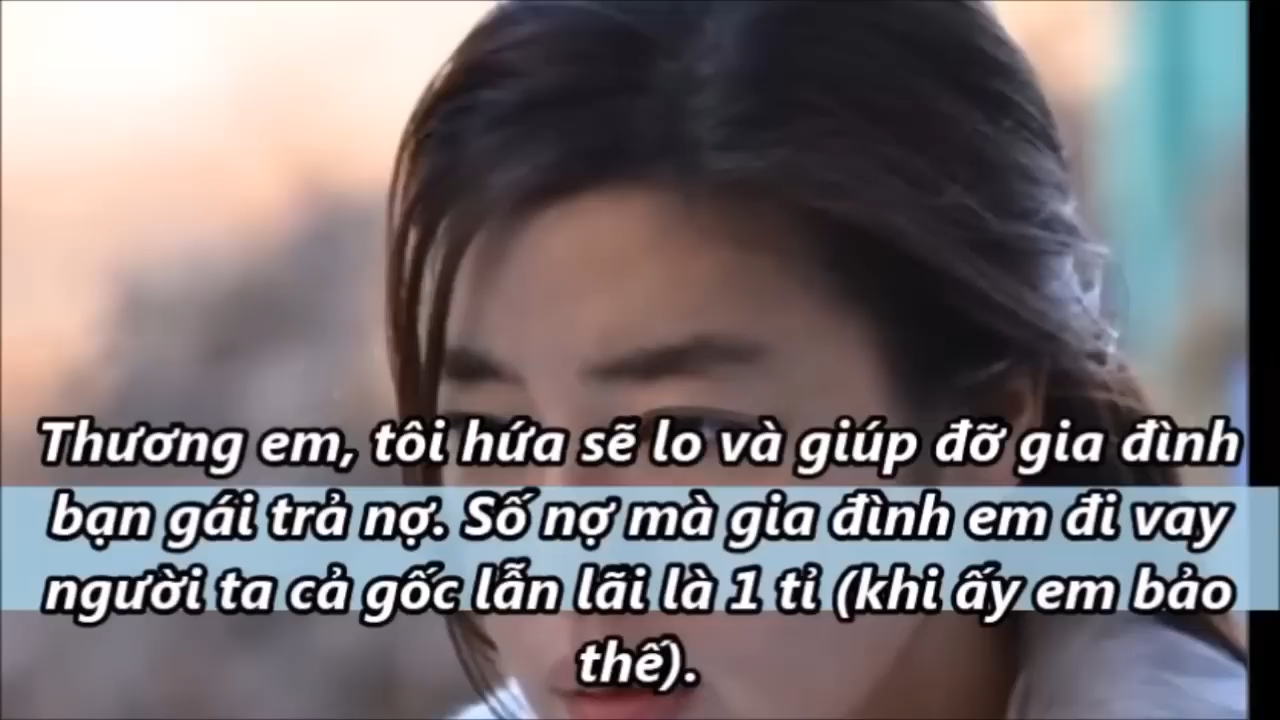 Thương em, tôi hứa sẽ lo và giúp đỡ gia đình
bạn gái trả nợ. Số nợ mà gia đình em đi vay
người ta cả gốc lẫn lãi là 1 tỉ (khi ấy em bảo
thế).